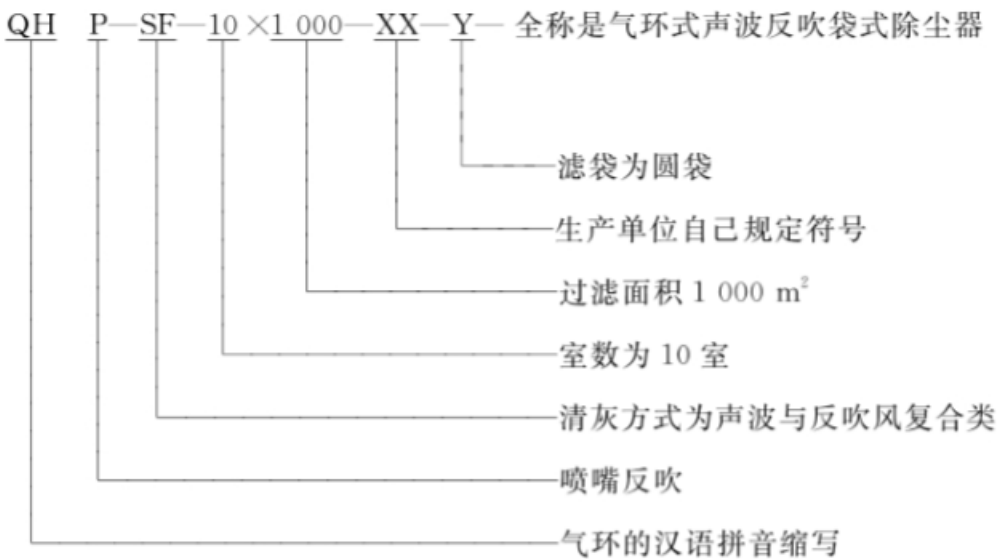 QH P—SF—10×1 000—XX—Y— 全称是气环式声波反吹袋式除尘器
滤袋为圆袋
生产单位自己规定符号
过滤面积 1 000 m²
室数为 10 室
清灰方式为声波与反吹风复合类
喷嘴反吹
气环的汉语拼音缩写